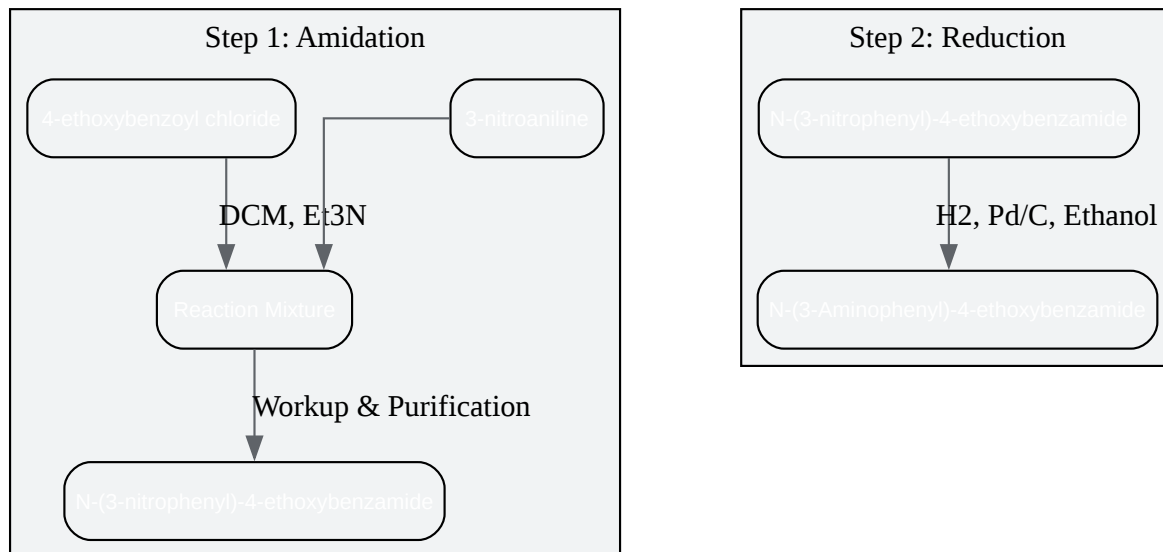 Step 1: Amidation
4-ethoxybenzoyl chloride
3-nitroaniline
DCM, Et3N
Reaction Mixture
Workup & Purification
N-(3-nitrophenyl)-4-ethoxybenzamide
Step 2: Reduction
N-(3-nitrophenyl)-4-ethoxybenzamide
H2, Pd/C, Ethanol
N-(3-Aminophenyl)-4-ethoxybenzamide